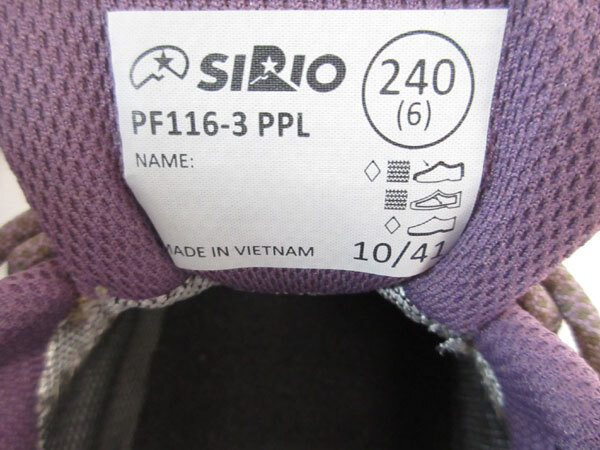 SIRIO
240
(6)
PF116-3 PPL
NAME:
MADE IN VIETNAM
10/41